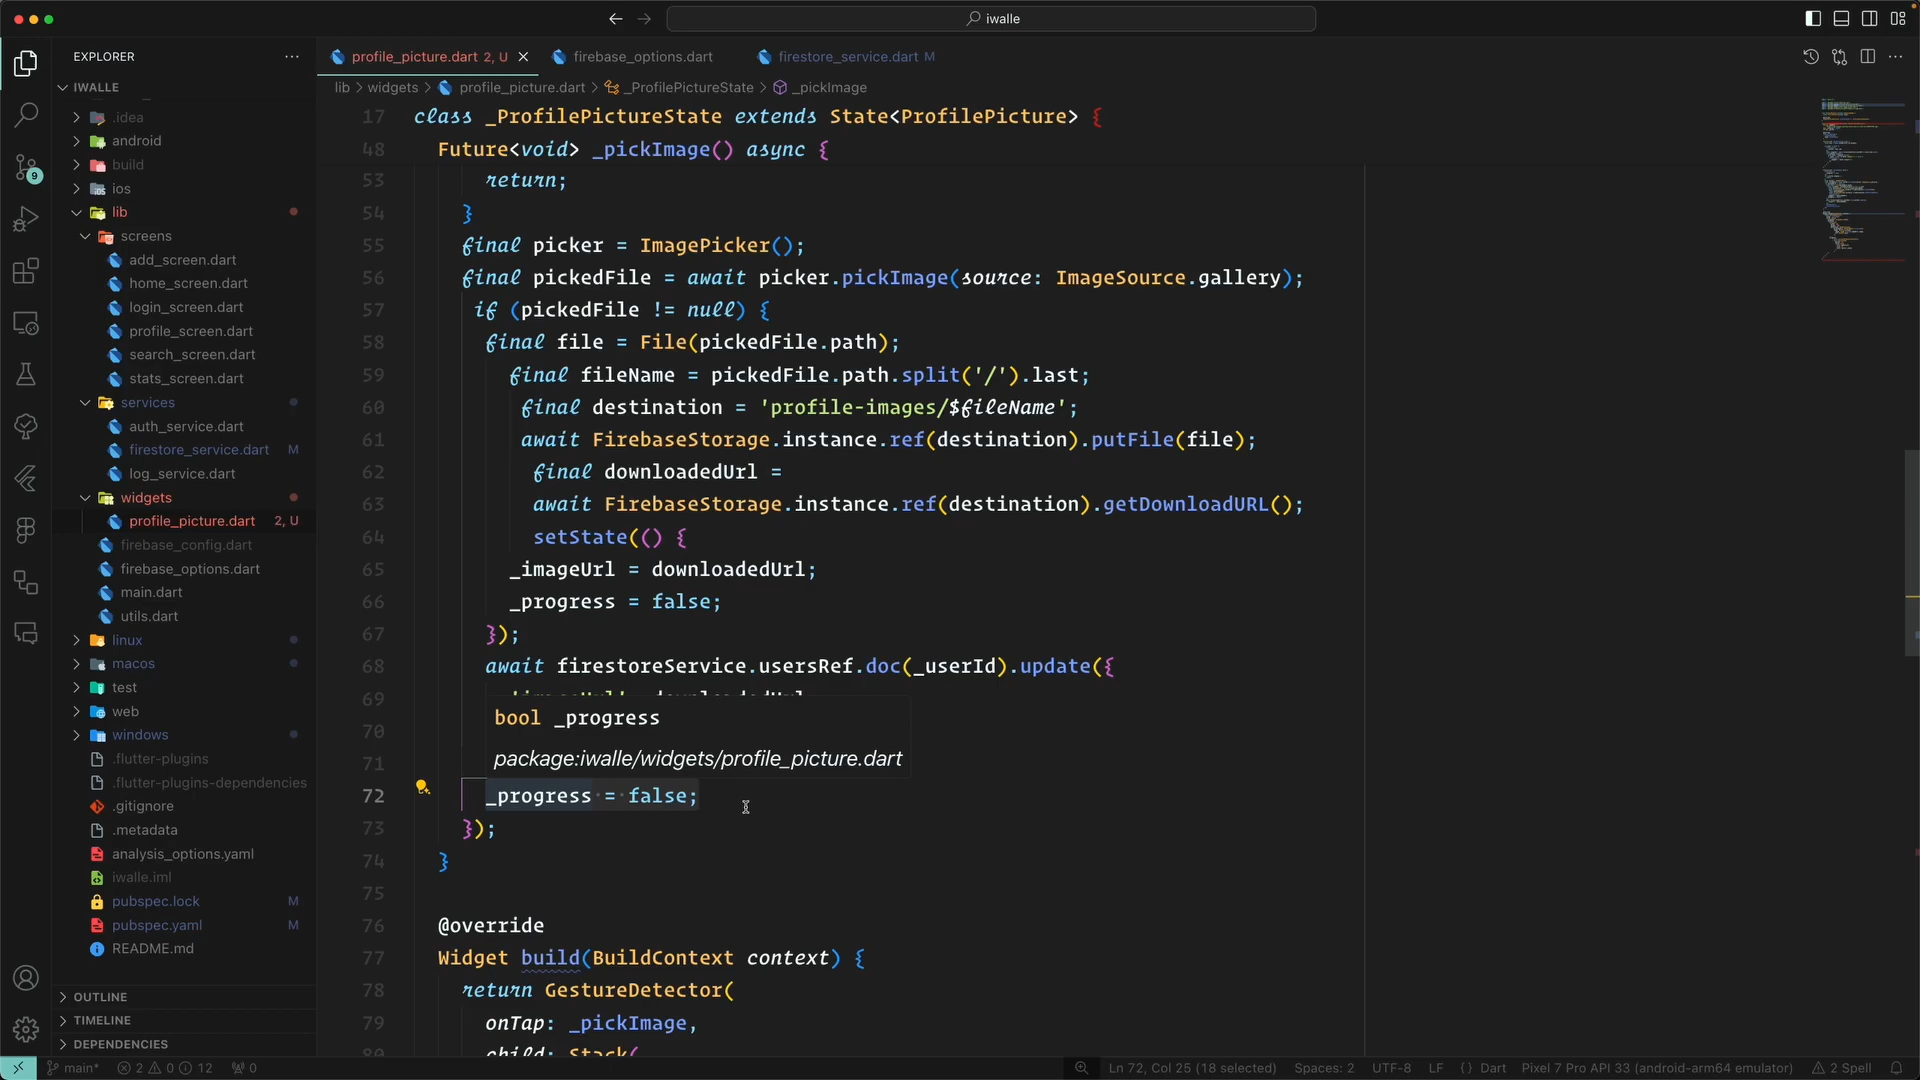 iwalle
EXPLORER
profile_picture.dart 2, U
firebase_options.dart
firestore_service.dart M
IWALLE
lib > widgets > profile_picture.dart > _ProfilePictureState > _pickImage
.idea
android
build
ios
lib
screens
add_screen.dart
home_screen.dart
login_screen.dart
profile_screen.dart
search_screen.dart
stats_screen.dart
services
auth_service.dart
firestore_service.dart M
log_service.dart
widgets
profile_picture.dart 2, U
firebase_config.dart
firebase_options.dart
main.dart
utils.dart
linux
macos
test
web
windows
.flutter-plugins
.flutter-plugins-dependencies
.gitignore
.metadata
analysis_options.yaml
iwalle.iml
pubspec.lock M
pubspec.yaml M
README.md
OUTLINE
TIMELINE
DEPENDENCIES
9
17 class _ProfilePictureState extends State<ProfilePicture> {
48 Future<void> _pickImage() async {
53 return;
54 }
55 final picker = ImagePicker();
56 final pickedFile = await picker.pickImage(source: ImageSource.gallery);
57 if (pickedFile != null) {
58 final file = File(pickedFile.path);
59 final fileName = pickedFile.path.split('/').last;
60 final destination = 'profile-images/$fileName';
61 await FirebaseStorage.instance.ref(destination).putFile(file);
62 final downloadedUrl =
63 await FirebaseStorage.instance.ref(destination).getDownloadURL();
64 setState(() {
65 _imageUrl = downloadedUrl;
66 _progress = false;
67 });
68 await firestoreService.usersRef.doc(_userId).update({
69
70
bool _progress
71
package:iwalle/widgets/profile_picture.dart
72 _progress = false;
73 });
74 }
75
76 @override
77 Widget build(BuildContext context) {
78 return GestureDetector(
79 onTap: _pickImage,
80 child: Stack(
main* 2 0 12 0 Ln 72, Col 25 (18 selected) Spaces: 2 UTF-8 LF {} Dart Pixel 7 Pro API 33 (android-arm64 emulator) 2 Spell